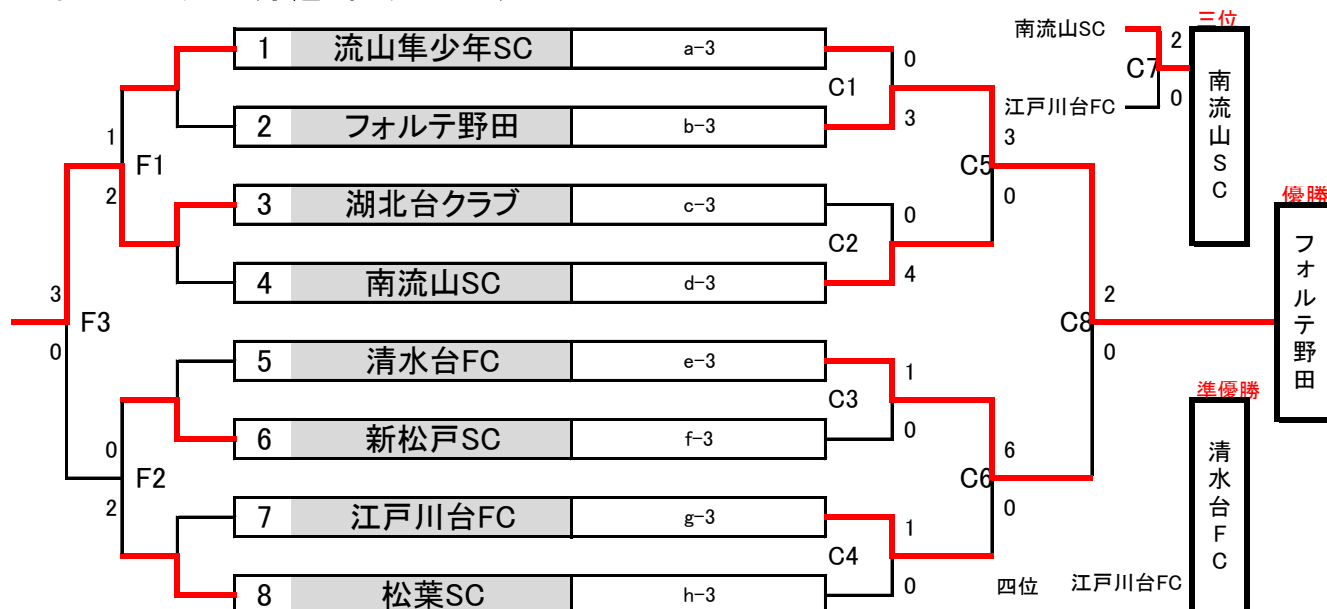 三位
1 流山隼少年SC a-3
南流山SC
2
0
C7
C1
江戸川台FC
0
南流山SC
2 フォルテ野田 b-3
3
1
3
F1
C5
2
0
優勝
3 湖北台クラブ c-3
0
C2
フォルテ野田
4 南流山SC d-3
4
3
2
F3
C8
0
0
5 清水台FC e-3
1
準優勝
C3
0
6 新松戸SC f-3
0
6
清水台FC
F2
C6
2
0
7 江戸川台FC g-3
1
C4
四位 江戸川台FC
8 松葉SC h-3
0